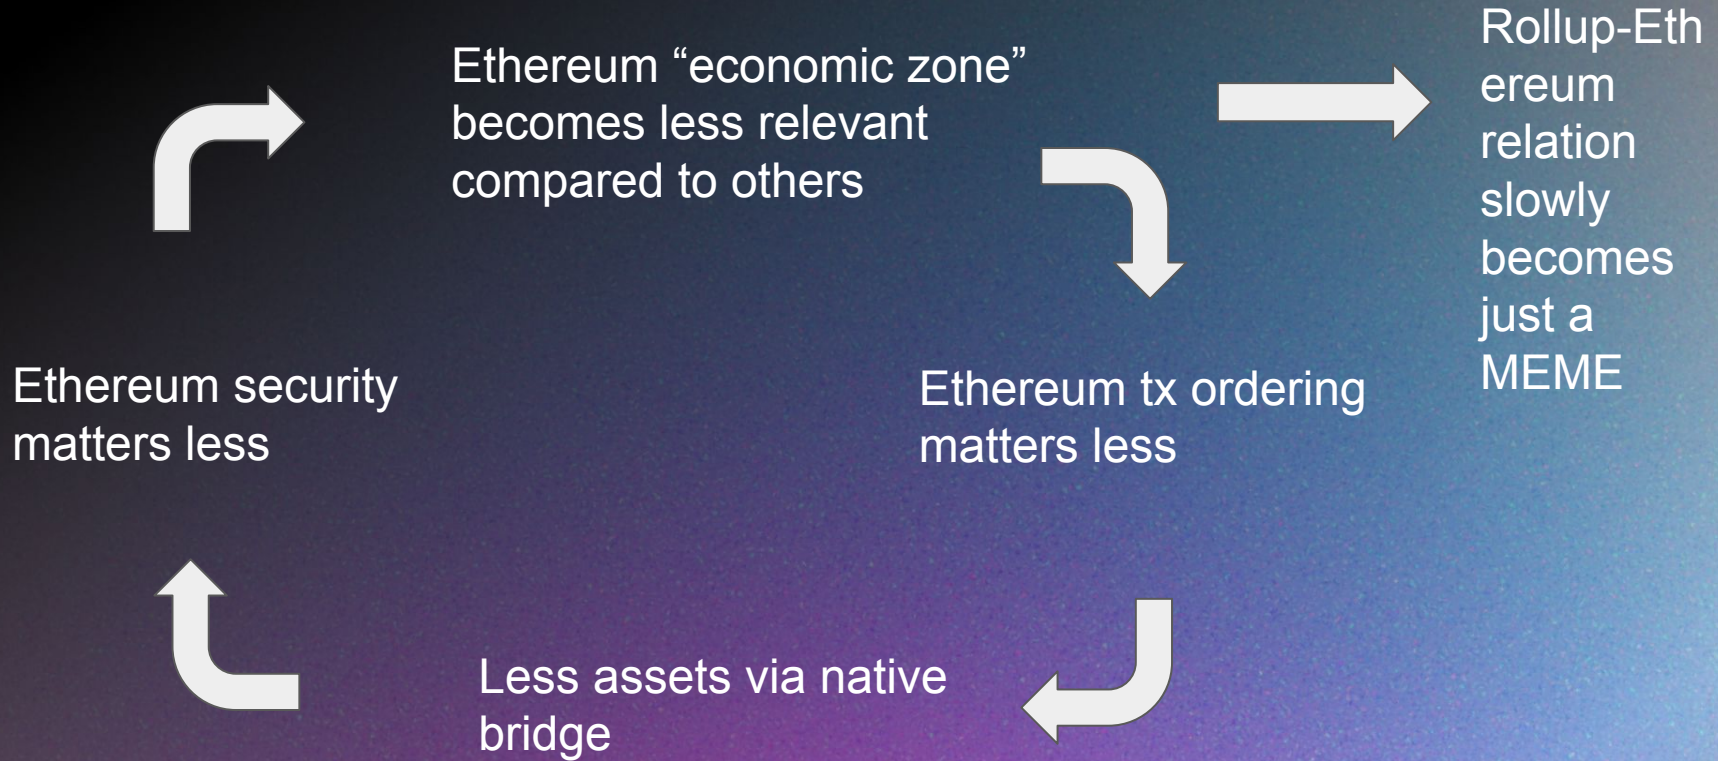 Ethereum “economic zone”
becomes less relevant
compared to others
Rollup-Eth
ereum
relation
slowly
becomes
just a
MEME
Ethereum tx ordering
matters less
Less assets via native
bridge
Ethereum security
matters less